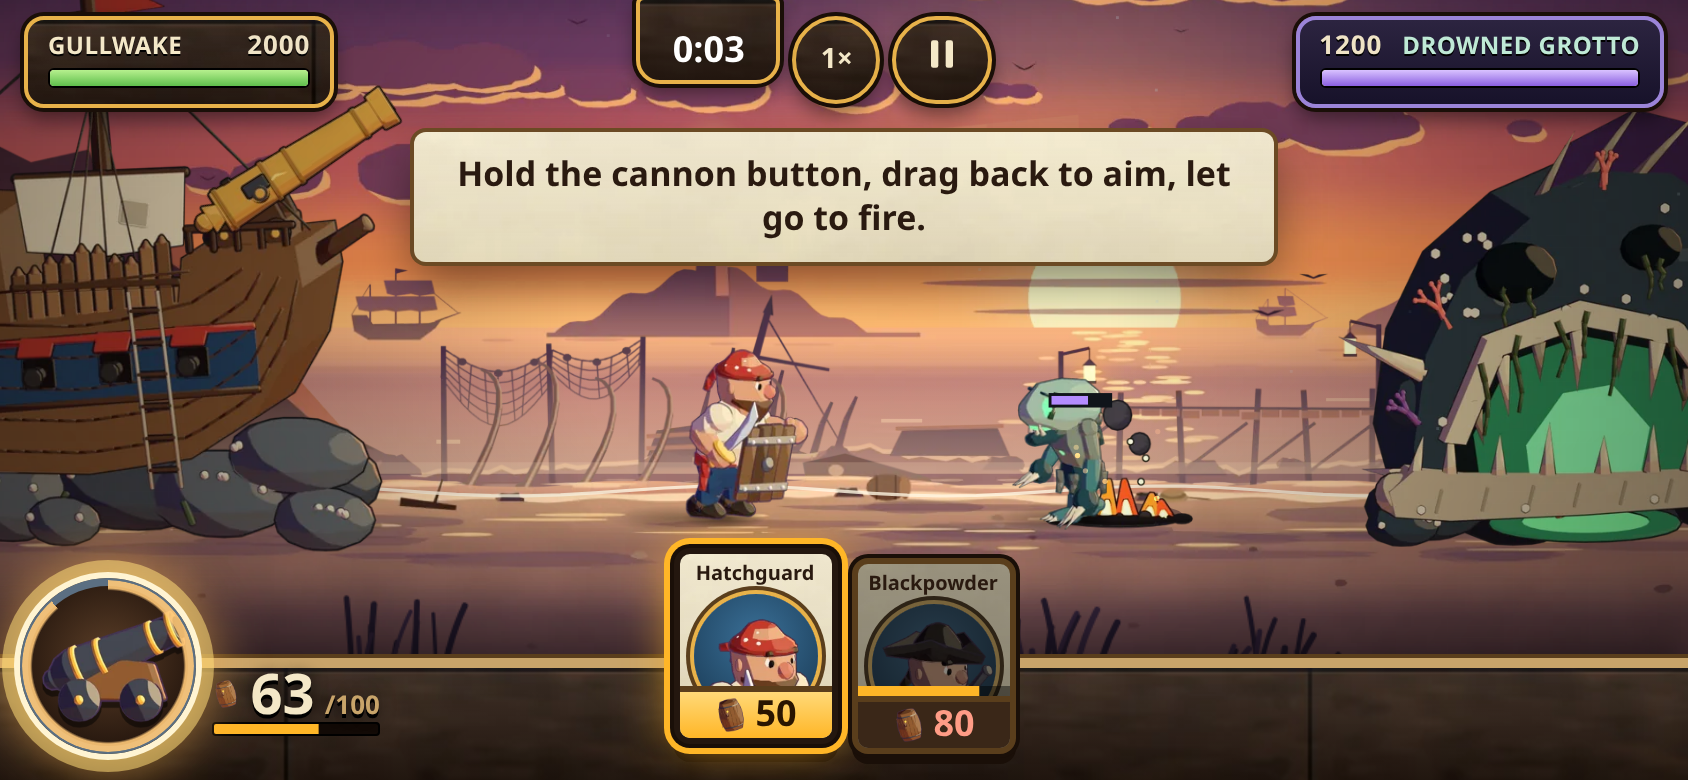 GULLWAKE 2000
0:03
1×
1200 DROWNED GROTTO
Hold the cannon button, drag back to aim, let
go to fire.
Hatchguard
50
Blackpowder
80
63 /100